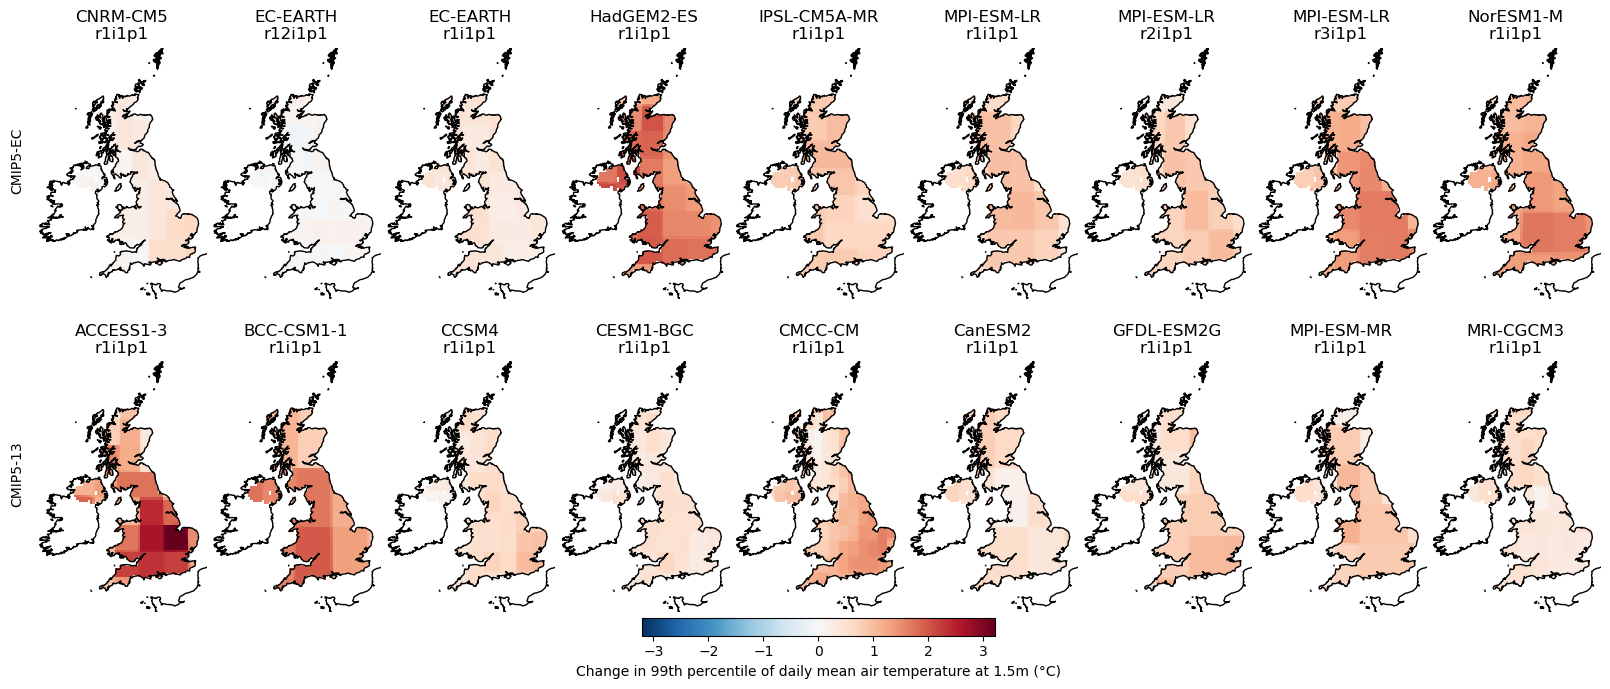 CNRM-CM5 EC-EARTH EC-EARTH HadGEM2-ES IPSL-CM5A-MR MPI-ESM-LR MPI-ESM-LR MPI-ESM-LR NorESM1-M
r1i1p1 r12i1p1 r1i1p1 r1i1p1 r1i1p1 r1i1p1 r2i1p1 r3i1p1 r1i1p1
CMIP5-EC
ACCESS1-3 BCC-CSM1-1 CCSM4 CESM1-BGC CMCC-CM CanESM2 GFDL-ESM2G MPI-ESM-MR MRI-CGCM3
r1i1p1 r1i1p1 r1i1p1 r1i1p1 r1i1p1 r1i1p1 r1i1p1 r1i1p1 r1i1p1
CMIP5-13
−3 −2 −1 0 1 2 3
Change in 99th percentile of daily mean air temperature at 1.5m (°C)